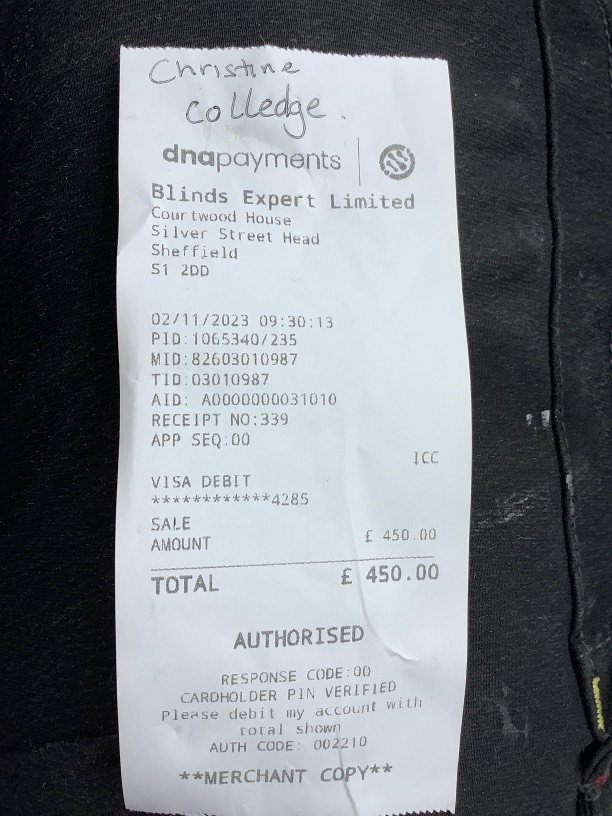 Christine
Colledge.
dnapayments
Blinds Expert Limited
Courtwood House
Silver Street Head
Sheffield
S1 2DD
02/11/2023 09:30:13
PID:1065340/235
MID:82603010987
TID:03010987
AID: A0000000031010
RECEIPT NO:339
APP SEQ:00
ICC
VISA DEBIT
************4285
SALE
AMOUNT £ 450.00
TOTAL £ 450.00
AUTHORISED
RESPONSE CODE:00
CARDHOLDER PIN VERIFIED
Please debit my account with
total shown
AUTH CODE: 002210
**MERCHANT COPY**